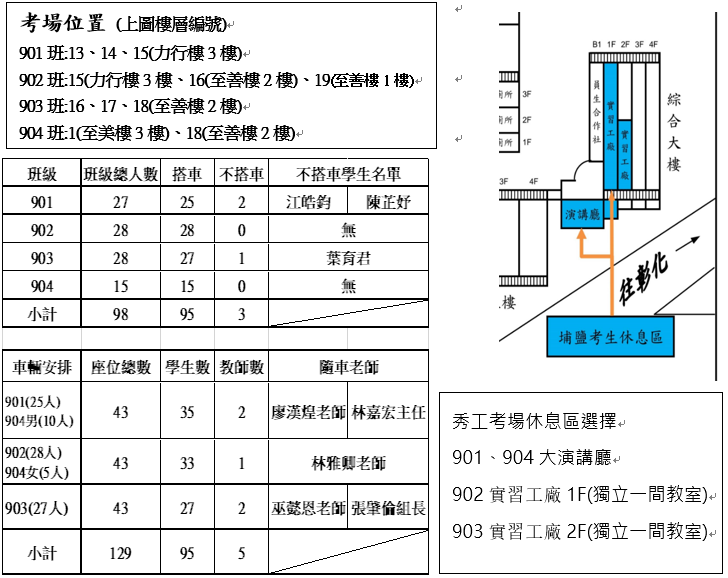 考場位置 (上圖樓層編號)
901 班:13、14、15(力行樓 3 樓)
902 班:15(力行樓 3 樓、16(至善樓 2 樓)、19(至善樓 1 樓)
903 班:16、17、18(至善樓 2 樓)
904 班:1(至美樓 3 樓)、18(至善樓 2 樓)
班級 班級總人數 搭車 不搭車 不搭車學生名單
901 27 25 2 江皓鈞 陳芷妤
902 28 28 0 無
903 28 27 1 葉育君
904 15 15 0 無
小計 98 95 3
車輛安排 座位總數 學生數 教師數 隨車老師
901(25人)
904男(10人) 43 35 2 廖漢煌老師 林嘉宏主任
902(28人)
904女(5人) 43 33 1 林雅卿老師
903(27人) 43 27 2 巫懿恩老師 張肇倫組長
小計 129 95 5
B1 1F 2F 3F 4F
員生合作社
實習工廠
實習工廠
綜合大樓
廁所 3F
廁所 2F
廁所 1F
3F 4F
演講廳
往彰化
樓
埔鹽考生休息區
秀工考場休息區選擇
901、904 大演講廳
902 實習工廠 1F(獨立一間教室)
903 實習工廠 2F(獨立一間教室)